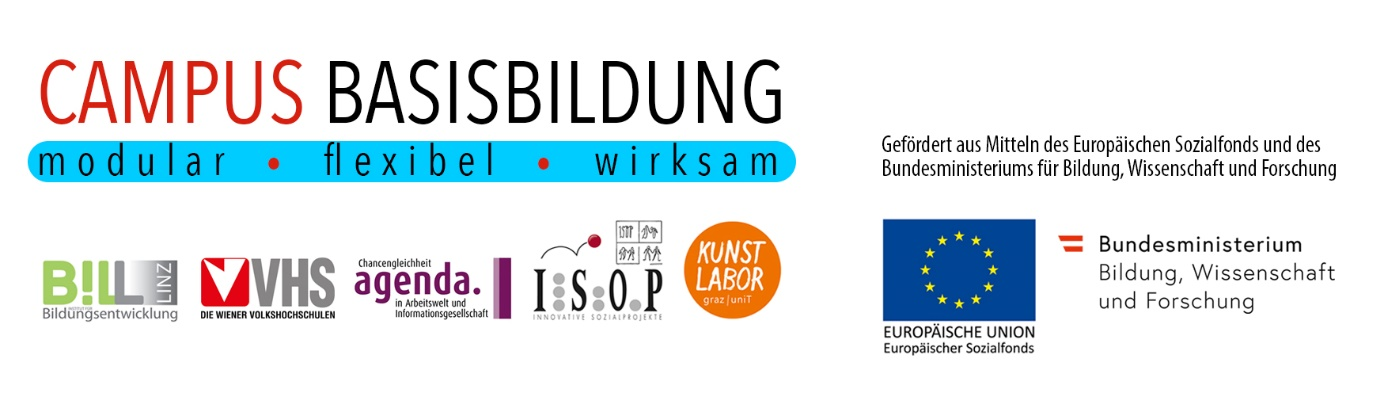 CAMPUS BASISBILDUNG
modular • flexibel • wirksam
Gefördert aus Mitteln des Europäischen Sozialfonds und des
Bundesministeriums für Bildung, Wissenschaft und Forschung
B!LL
LINZ
Bildungsentwicklung
VHS
DIE WIENER VOLKSHOCHSCHULEN
Chancengleichheit
agenda.
in Arbeitswelt und
Informationsgesellschaft
ISOP
I:S:O.P
INNOVATIVE SOZIALPROJEKTE
KUNST
LABOR
graz/uniT
EUROPÄISCHE UNION
Europäischer Sozialfonds
Bundesministerium
Bildung, Wissenschaft
und Forschung